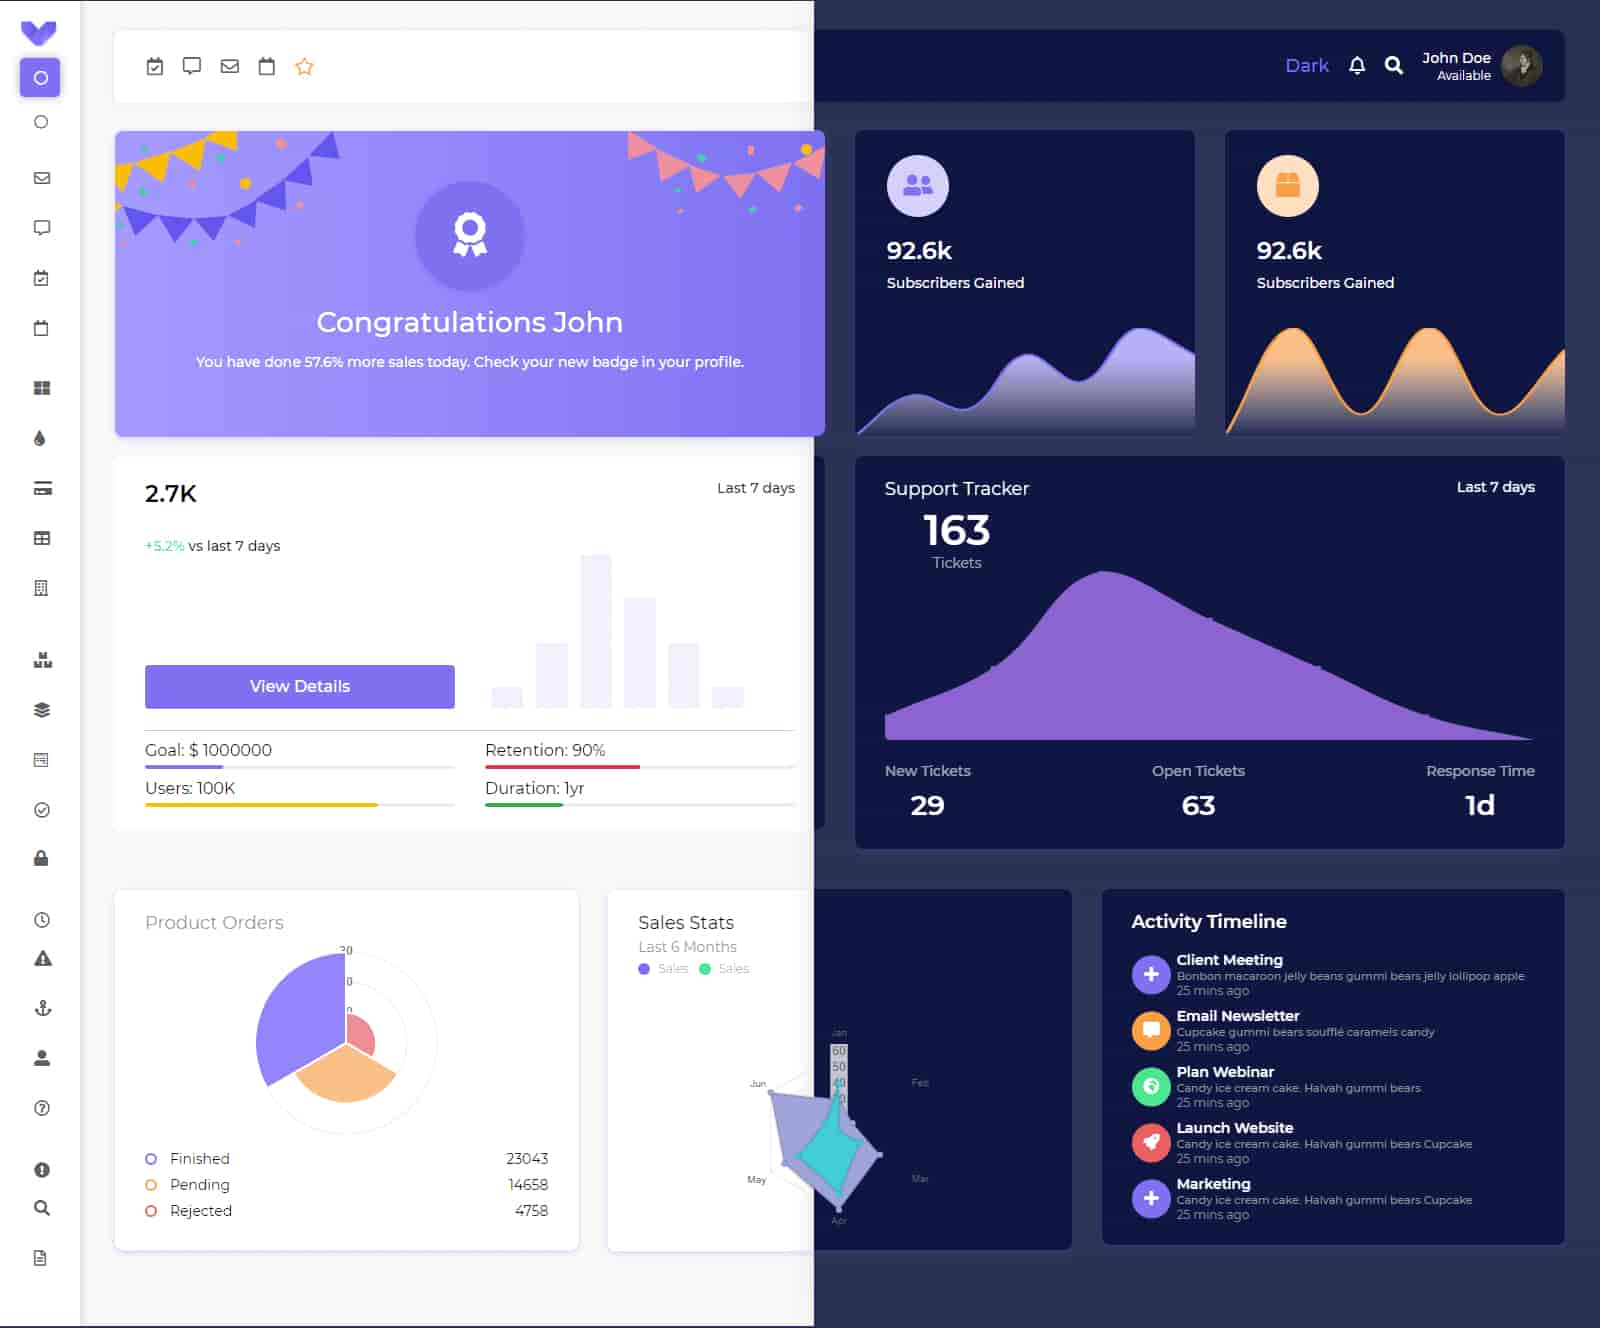 Dark
John Doe
Available
Congratulations John
You have done 57.6% more sales today. Check your new badge in your profile.
92.6k
Subscribers Gained
92.6k
Subscribers Gained
2.7K
Last 7 days
+5.2% vs last 7 days
View Details
Goal: $ 1000000
Retention: 90%
Users: 100K
Duration: 1yr
Support Tracker
Last 7 days
163
Tickets
New Tickets
Open Tickets
Response Time
29
63
1d
Product Orders
Finished
23043
Pending
14658
Rejected
4758
Sales Stats
Last 6 Months
Sales
Sales
Jan
60
50
40
Feb
Jun
Mar
May
Apr
Activity Timeline
Client Meeting
Bonbon macaroon jelly beans gummi bears jelly lollipop apple
25 mins ago
Email Newsletter
Cupcake gummi bears soufflé caramels candy
25 mins ago
Plan Webinar
Candy ice cream cake. Halvah gummi bears
25 mins ago
Launch Website
Candy ice cream cake. Halvah gummi bears Cupcake
25 mins ago
Marketing
Candy ice cream cake. Halvah gummi bears Cupcake
25 mins ago